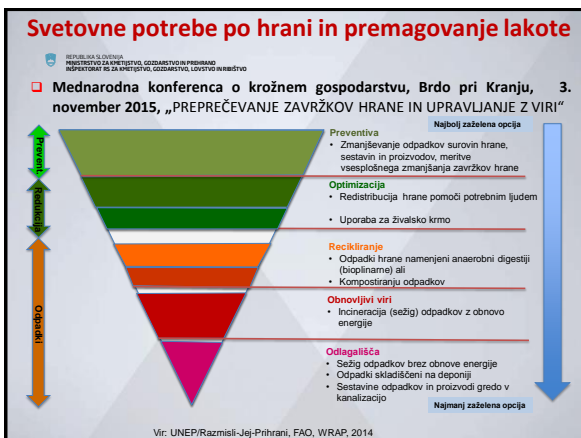 Svetovne potrebe po hrani in premagovanje lakote
REPUBLIKA SLOVENIJA
MINISTRSTVO ZA KMETIJSTVO, GOZDARSTVO IN PREHRANO
INŠPEKTORAT RS ZA KMETIJSTVO, GOZDARSTVO, LOVSTVO IN RIBIŠTVO
Mednarodna konferenca o krožnem gospodarstvu, Brdo pri Kranju, 3.
november 2015, „PREPREČEVANJE ZAVRŽKOV HRANE IN UPRAVLJANJE Z VIRI“
Najbolj zaželena opcija
Prevent.
Redukcija
Odpadki
Preventiva
• Zmanjševanje odpadkov surovin hrane,
sestavin in proizvodov, meritve
vsesplošnega zmanjšanja zavržkov hrane
Optimizacija
• Redistribucija hrane pomoči potrebnim ljudem
• Uporaba za živalsko krmo
Recikliranje
• Odpadki hrane namenjeni anaerobni digestiji
(bioplinarne) ali
• Kompostiranju odpadkov
Obnovljivi viri
• Incineracija (sežig) odpadkov z obnovo
energije
Odlagališča
• Sežig odpadkov brez obnove energije
• Odpadki skladiščeni na deponiji
• Sestavine odpadkov in proizvodi gredo v
kanalizacijo
Najmanj zaželena opcija
Vir: UNEP/Razmisli-Jej-Prihrani, FAO, WRAP, 2014